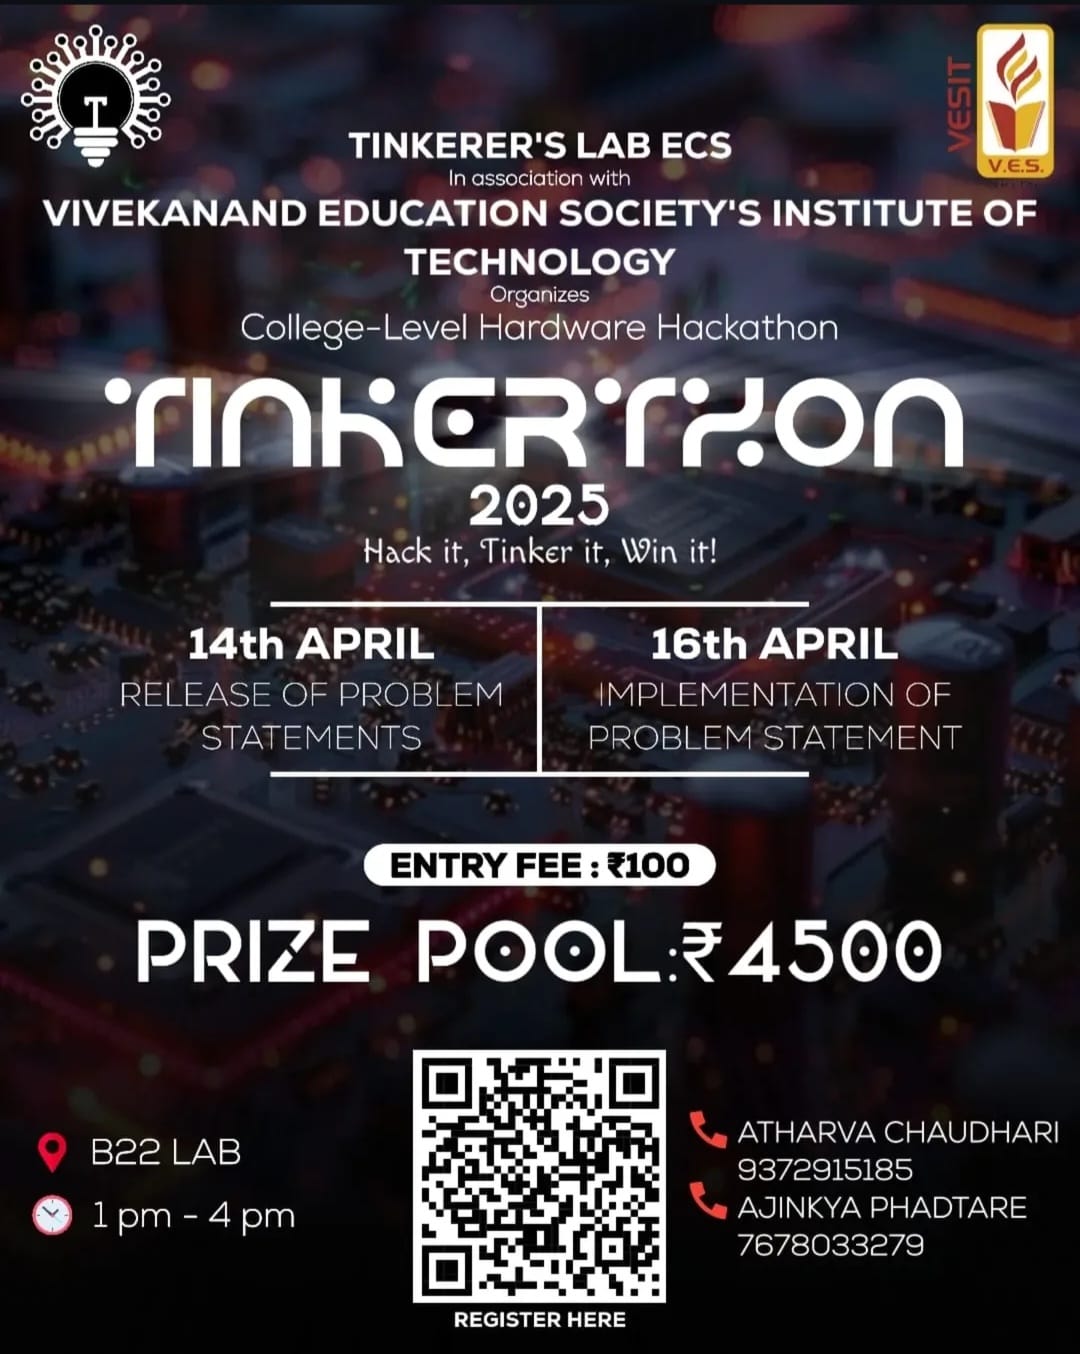 T
VESIT
V.E.S.
TINKERER'S LAB ECS
In association with
VIVEKANAND EDUCATION SOCIETY'S INSTITUTE OF
TECHNOLOGY
Organizes
College-Level Hardware Hackathon
TINKERTHON
2025
Hack it, Tinker it, Win it!
14th APRIL
RELEASE OF PROBLEM
STATEMENTS
16th APRIL
IMPLEMENTATION OF
PROBLEM STATEMENT
ENTRY FEE : ₹100
PRIZE POOL:₹4500
B22 LAB
1 pm - 4 pm
ATHARVA CHAUDHARI
9372915185
AJINKYA PHADTARE
7678033279
REGISTER HERE